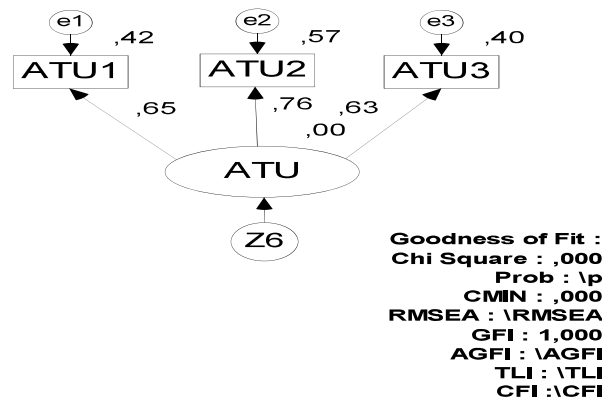 e1 e2 e3
,42 ,57 ,40
ATU1 ATU2 ATU3
,65 ,76 ,63
,00
ATU
Z6
Goodness of Fit :
Chi Square : ,000
Prob : \p
CMIN : ,000
RMSEA : \RMSEA
GFI : 1,000
AGFI : \AGFI
TLI : \TLI
CFI :\CFI